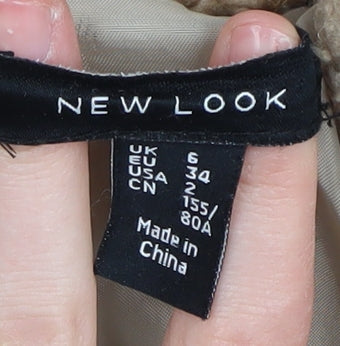 NEW LOOK
UK 6
EU 34
USA 2
CN 155/
80A
Made in
China